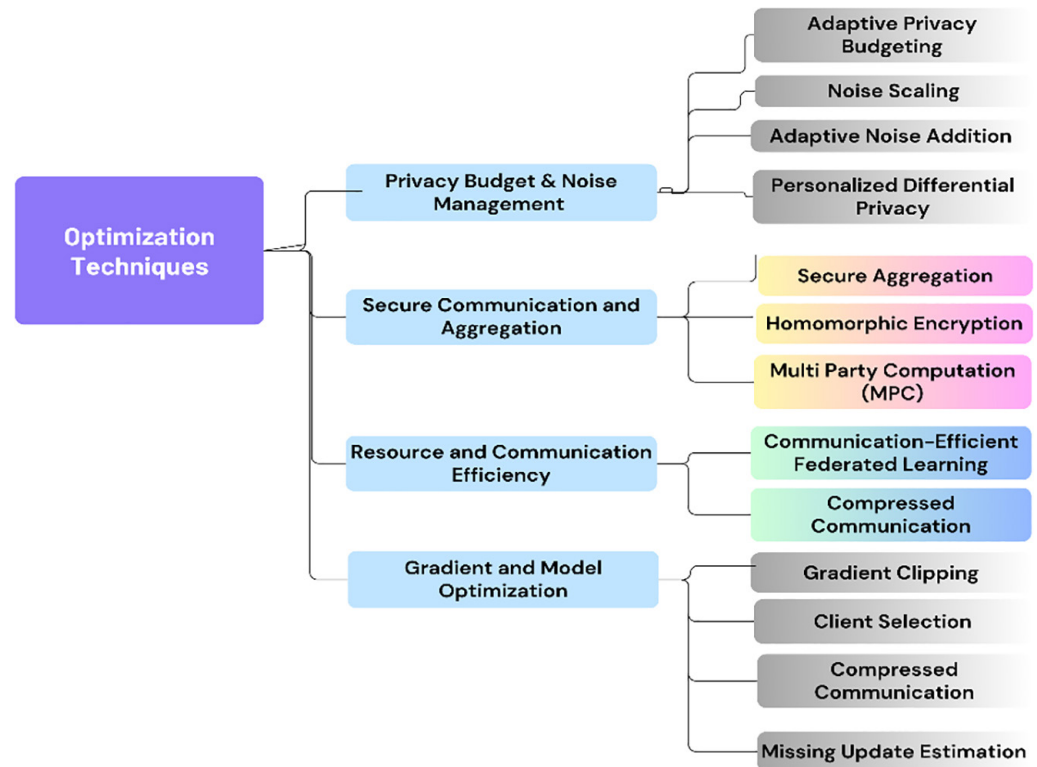 Optimization
Techniques
Privacy Budget & Noise
Management
Adaptive Privacy
Budgeting
Noise Scaling
Adaptive Noise Addition
Personalized Differential
Privacy
Secure Communication and
Aggregation
Secure Aggregation
Homomorphic Encryption
Multi Party Computation
(MPC)
Resource and Communication
Efficiency
Communication-Efficient
Federated Learning
Compressed
Communication
Gradient and Model
Optimization
Gradient Clipping
Client Selection
Compressed
Communication
Missing Update Estimation